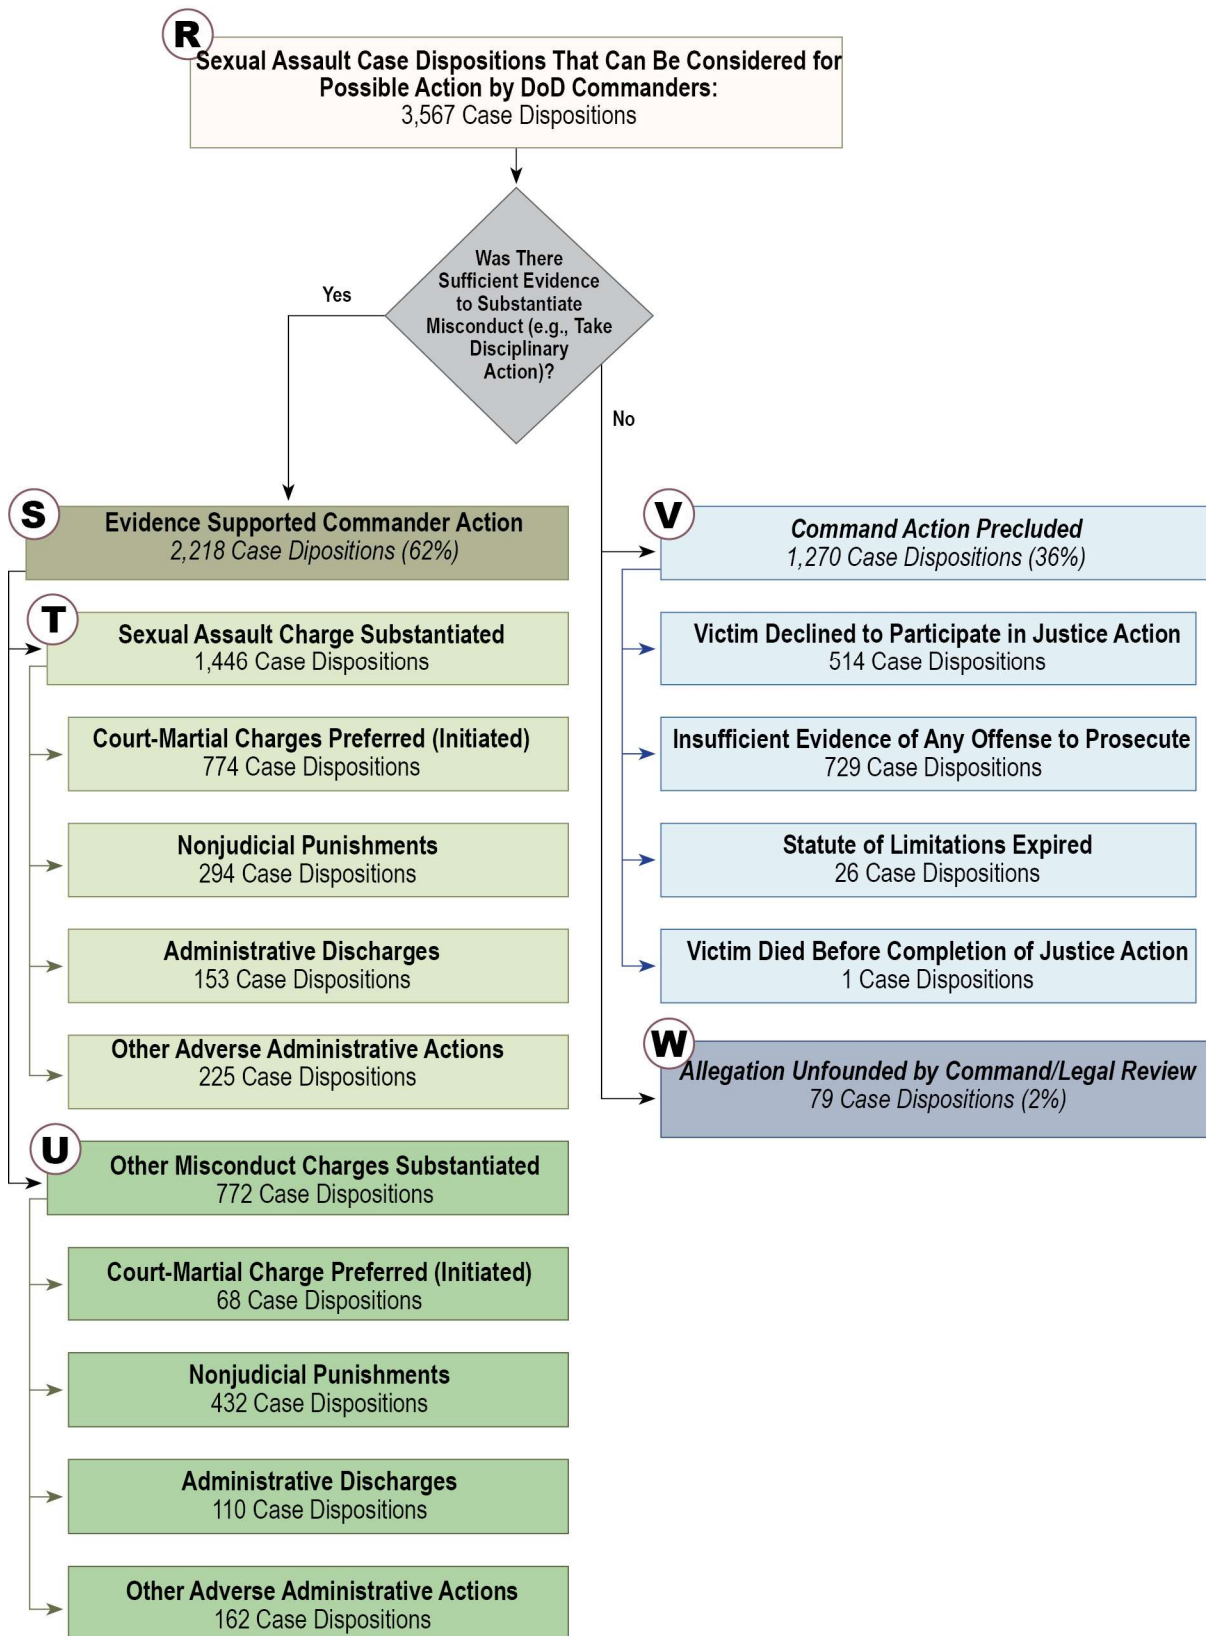 R
Sexual Assault Case Dispositions That Can Be Considered for
Possible Action by DoD Commanders:
3,567 Case Dispositions
Was There
Sufficient Evidence
to Substantiate
Misconduct (e.g., Take
Disciplinary
Action)?
Yes
No
S
Evidence Supported Commander Action
2,218 Case Dipositions (62%)
T
Sexual Assault Charge Substantiated
1,446 Case Dispositions
Court-Martial Charges Preferred (Initiated)
774 Case Dispositions
Nonjudicial Punishments
294 Case Dispositions
Administrative Discharges
153 Case Dispositions
Other Adverse Administrative Actions
225 Case Dispositions
U
Other Misconduct Charges Substantiated
772 Case Dispositions
Court-Martial Charge Preferred (Initiated)
68 Case Dispositions
Nonjudicial Punishments
432 Case Dispositions
Administrative Discharges
110 Case Dispositions
Other Adverse Administrative Actions
162 Case Dispositions
V
Command Action Precluded
1,270 Case Dispositions (36%)
Victim Declined to Participate in Justice Action
514 Case Dispositions
Insufficient Evidence of Any Offense to Prosecute
729 Case Dispositions
Statute of Limitations Expired
26 Case Dispositions
Victim Died Before Completion of Justice Action
1 Case Dispositions
W
Allegation Unfounded by Command/Legal Review
79 Case Dispositions (2%)